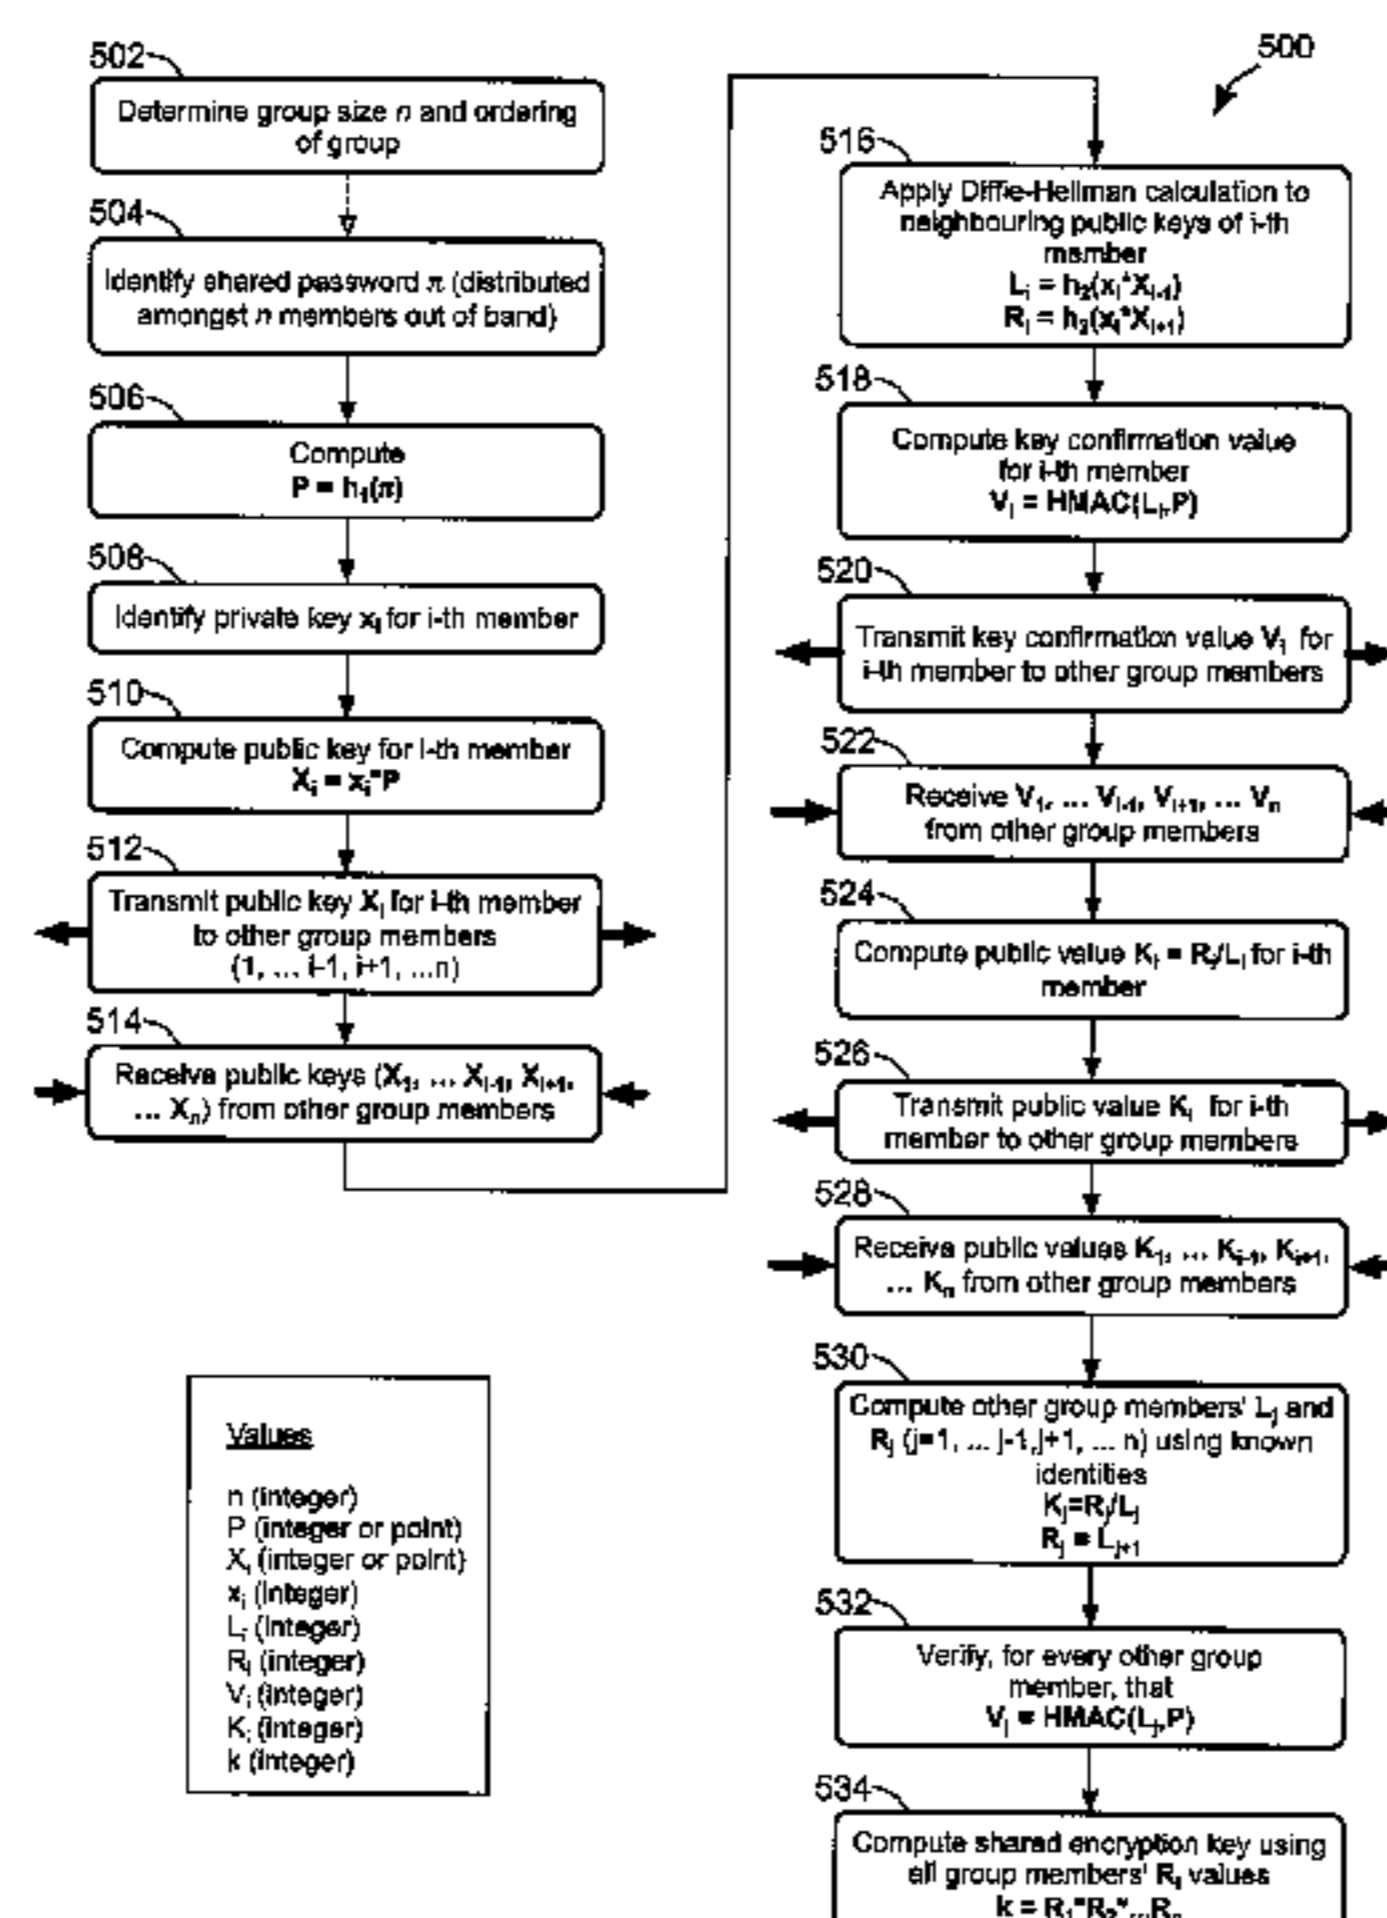 500
502
Determine group size n and ordering
of group
504
Identify shared password π (distributed
amongst n members out of band)
506
Compute
P = h₁(π)
508
Identify private key xᵢ for i-th member
510
Compute public key for i-th member
Xᵢ = xᵢ*P
512
Transmit public key Xᵢ for i-th member
to other group members
(1, ... i-1, i+1, ...n)
514
Receive public keys (X₁, ... Xᵢ₋₁, Xᵢ₊₁,
... Xₙ) from other group members
516
Apply Diffie-Hellman calculation to
neighbouring public keys of i-th
member
Lᵢ = h₂(xᵢ*Xᵢ₋₁)
Rᵢ = h₂(xᵢ*Xᵢ₊₁)
518
Compute key confirmation value
for i-th member
Vᵢ = HMAC(Lᵢ,P)
520
Transmit key confirmation value Vᵢ for
i-th member to other group members
522
Receive V₁, ... Vᵢ₋₁, Vᵢ₊₁, ... Vₙ
from other group members
524
Compute public value Kᵢ = Rᵢ/Lᵢ for i-th
member
526
Transmit public value Kᵢ for i-th
member to other group members
528
Receive public values K₁, ... Kᵢ₋₁, Kᵢ₊₁,
... Kₙ from other group members
530
Compute other group members' Lⱼ and
Rⱼ (j=1, ... j-1,j+1, ... n) using known
identities
Kⱼ=Rⱼ/Lⱼ
Rⱼ = Lⱼ₊₁
532
Verify, for every other group
member, that
Vⱼ = HMAC(Lⱼ,P)
534
Compute shared encryption key using
all group members' Rᵢ values
k = R₁*R₂*...Rₙ
Values
n (integer)
P (integer or point)
Xᵢ (integer or point)
xᵢ (integer)
Lᵢ (integer)
Rᵢ (integer)
Vᵢ (integer)
Kᵢ (integer)
k (integer)